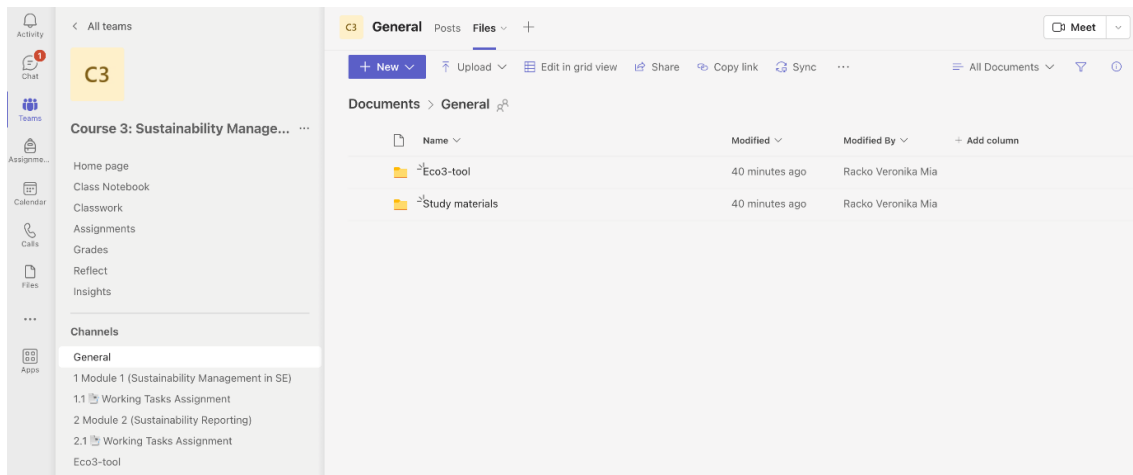 Activity
Chat
1
Teams
Assignme...
Calendar
Calls
Files
Apps
All teams
C3
Course 3: Sustainability Manage... ...
Home page
Class Notebook
Classwork
Assignments
Grades
Reflect
Insights
Channels
General
1 Module 1 (Sustainability Management in SE)
1.1 Working Tasks Assignment
2 Module 2 (Sustainability Reporting)
2.1 Working Tasks Assignment
Eco3-tool
C3 General Posts Files Meet
New Upload Edit in grid view Share Copy link Sync ... All Documents
Documents > General
Name Modified Modified By + Add column
Eco3-tool 40 minutes ago Racko Veronika Mia
Study materials 40 minutes ago Racko Veronika Mia